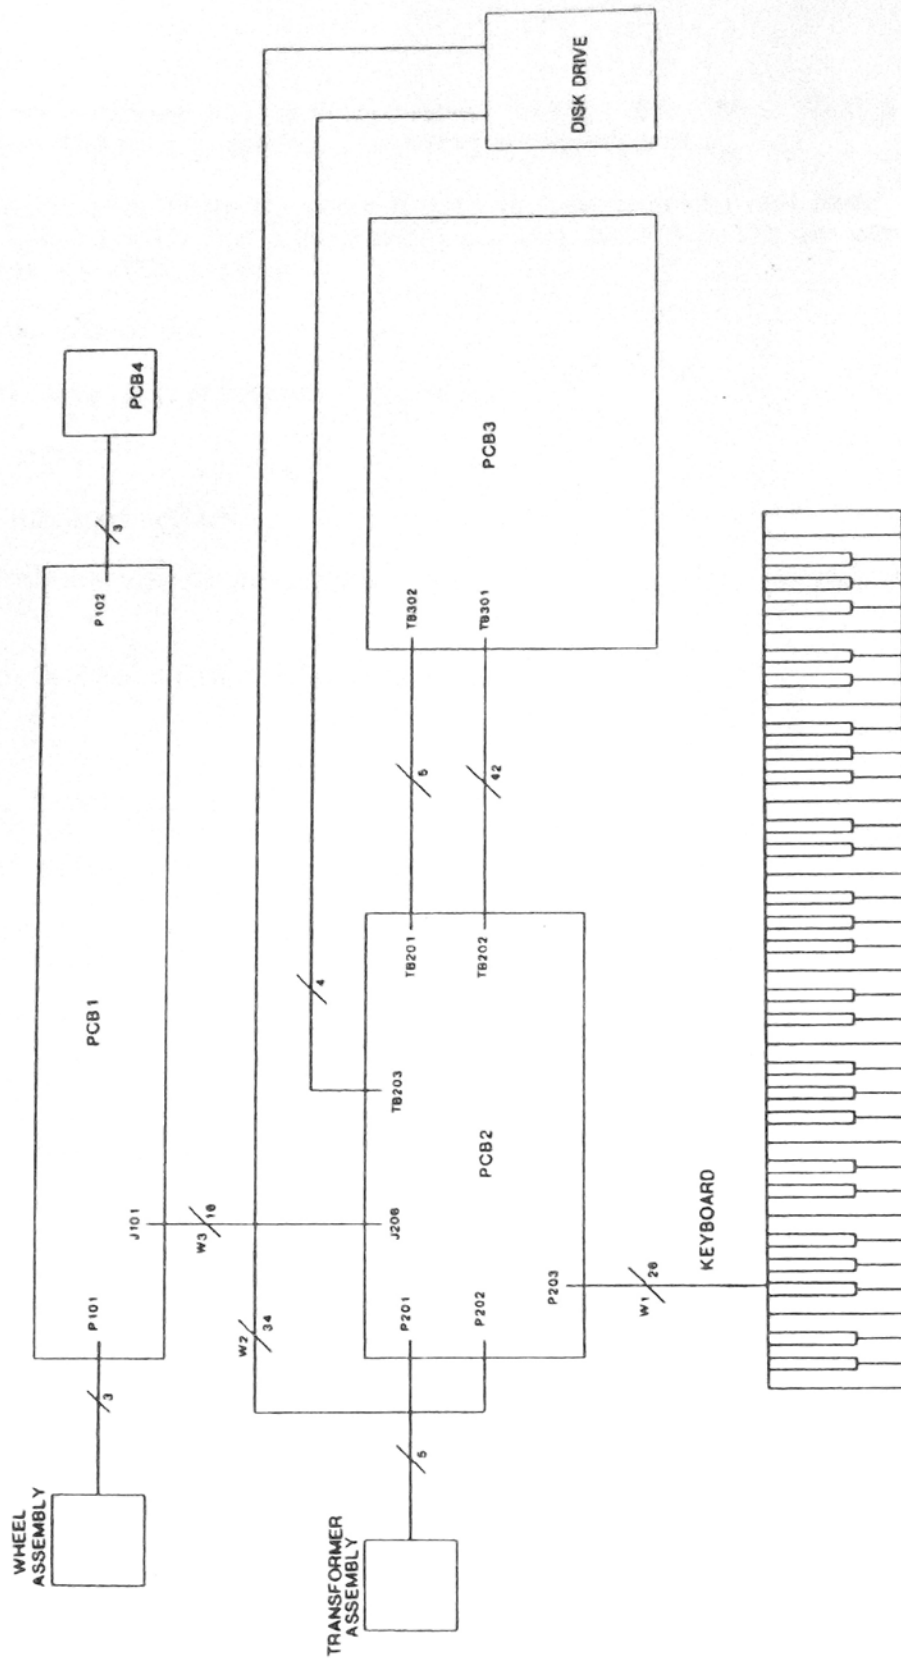 WHEEL
ASSEMBLY
3
P101
J101
PCB1
P102
3
PCB4
W3
16
W2
34
4
TRANSFORMER
ASSEMBLY
5
P201
P202
J206
TB203
PCB2
P203
TB201
TB202
5
42
TB302
TB301
PCB3
DISK DRIVE
W1
26
KEYBOARD